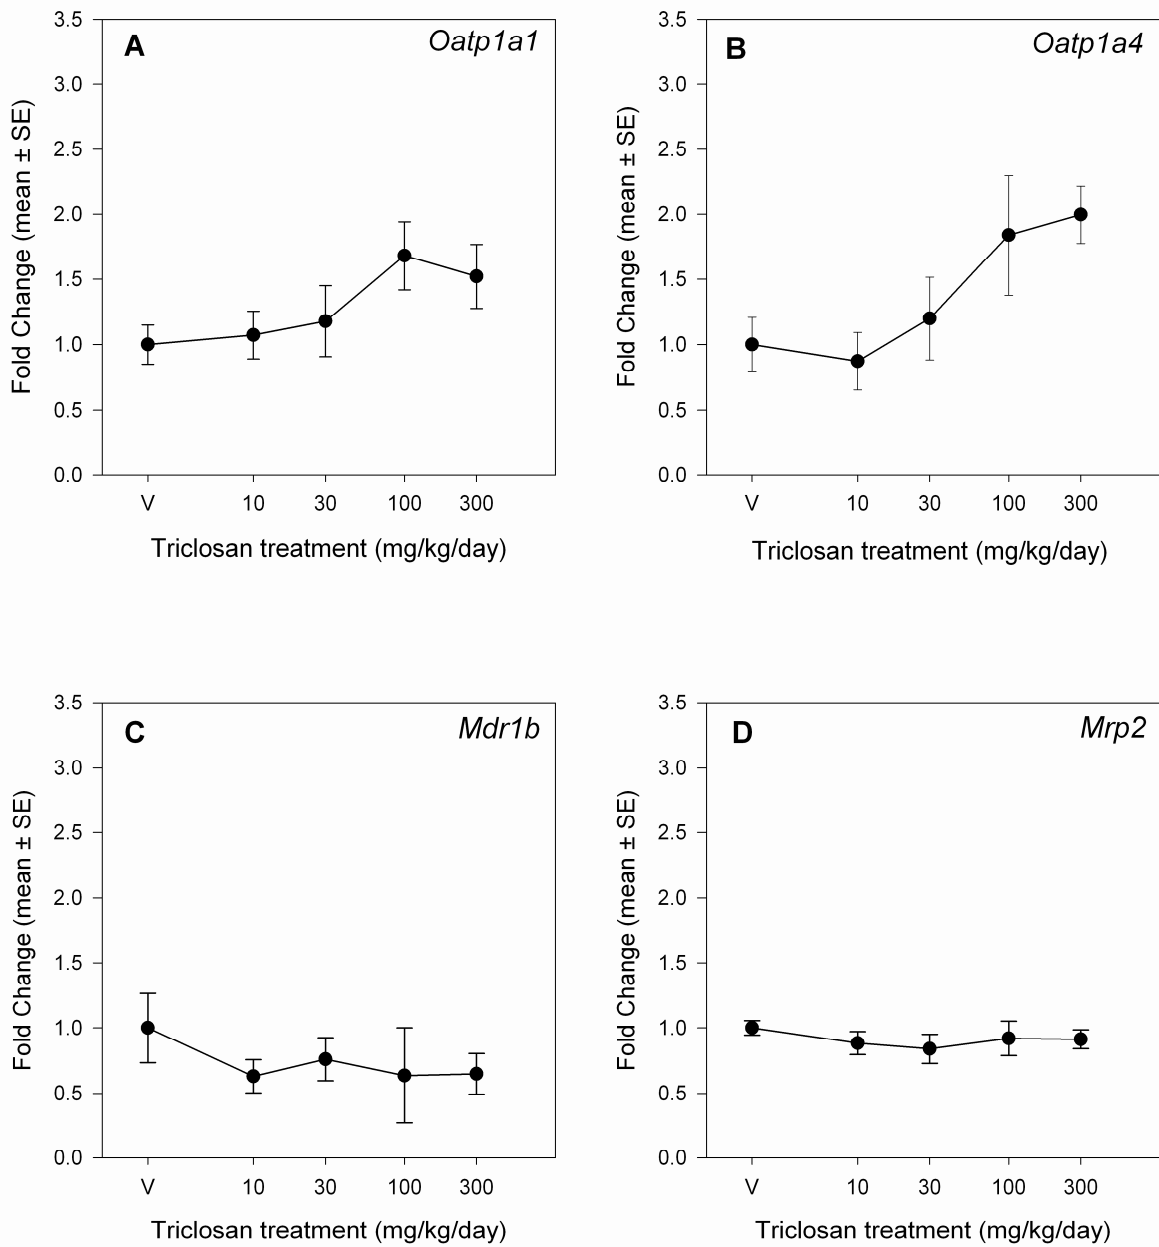 A
Oatp1a1
Fold Change (mean ± SE)
3.5
3.0
2.5
2.0
1.5
1.0
0.5
0.0
V 10 30 100 300
Triclosan treatment (mg/kg/day)
B
Oatp1a4
Fold Change (mean ± SE)
3.5
3.0
2.5
2.0
1.5
1.0
0.5
0.0
V 10 30 100 300
Triclosan treatment (mg/kg/day)
C
Mdr1b
Fold Change (mean ± SE)
3.5
3.0
2.5
2.0
1.5
1.0
0.5
0.0
V 10 30 100 300
Triclosan treatment (mg/kg/day)
D
Mrp2
Fold Change (mean ± SE)
3.5
3.0
2.5
2.0
1.5
1.0
0.5
0.0
V 10 30 100 300
Triclosan treatment (mg/kg/day)